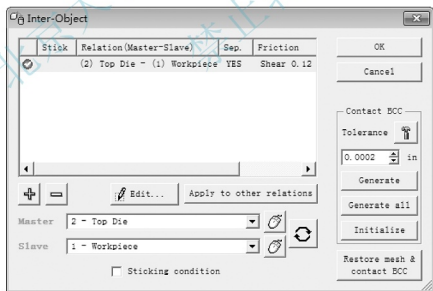 Inter-Object
Stick Relation(Master-Slave) Sep. Friction
(2) Top Die - (1) Workpiece YES Shear 0.12
OK
Cancel
Contact BCC
Tolerance
0.0002 in
Generate
Generate all
Initialize
Edit... Apply to other relations
Master 2 - Top Die
Slave 1 - Workpiece
Sticking condition
Restore mesh &
contact BCC